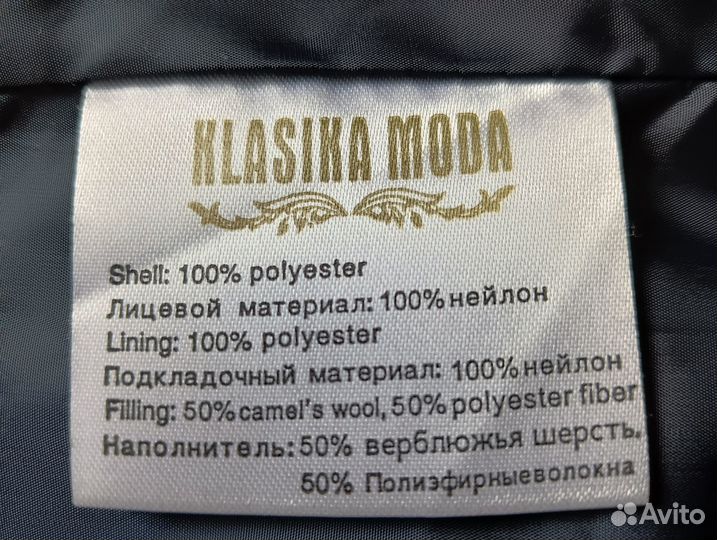 KLASIKA MODA
Shell: 100% polyester
Лицевой материал: 100% нейлон
Lining: 100% polyester
Подкладочный материал: 100% нейлон
Filling: 50% camel's wool, 50% polyester fiber
Наполнитель: 50% верблюжья шерсть.
50% Полиэфирныеволокна
Avito